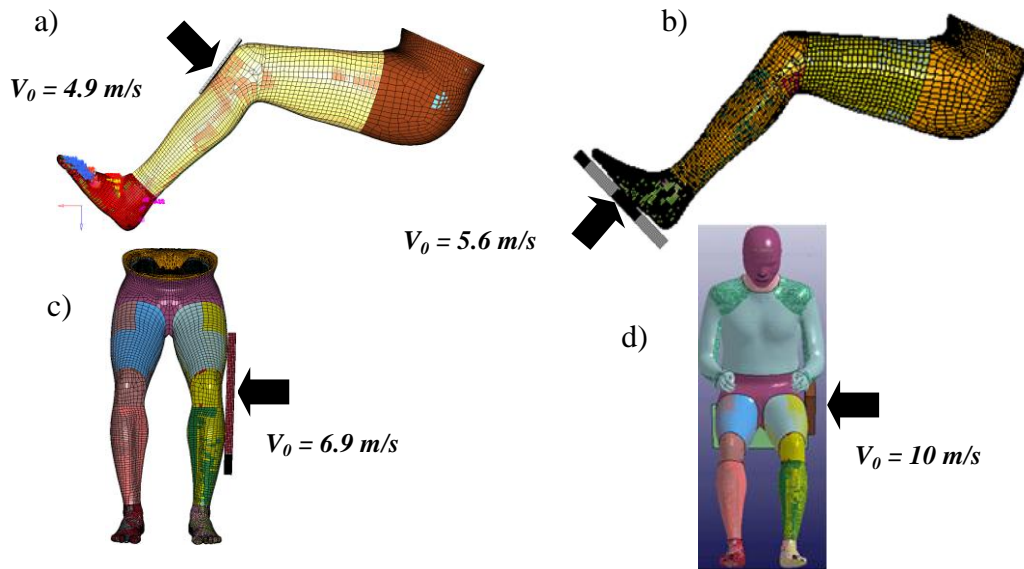 a)
V₀ = 4.9 m/s
b)
V₀ = 5.6 m/s
c)
V₀ = 6.9 m/s
d)
V₀ = 10 m/s